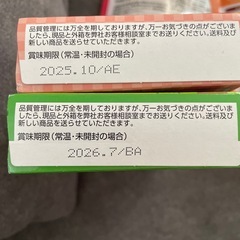 品質管理には万全を期しておりますが、万一お気づきの点がございま
したら、現品と外箱を弊社お客様相談室までお送りください。送料及び
新しい商品を送らせていただきます。
賞味期限(常温・未開封の場合)
2025.10/AE
品質管理には万全を期しておりますが、万一お気づきの点がございま
したら、現品と外箱を弊社お客様相談室までお送りください。送料及び
新しい商品を送らせていただきます。
賞味期限(常温・未開封の場合)
2026.7/BA